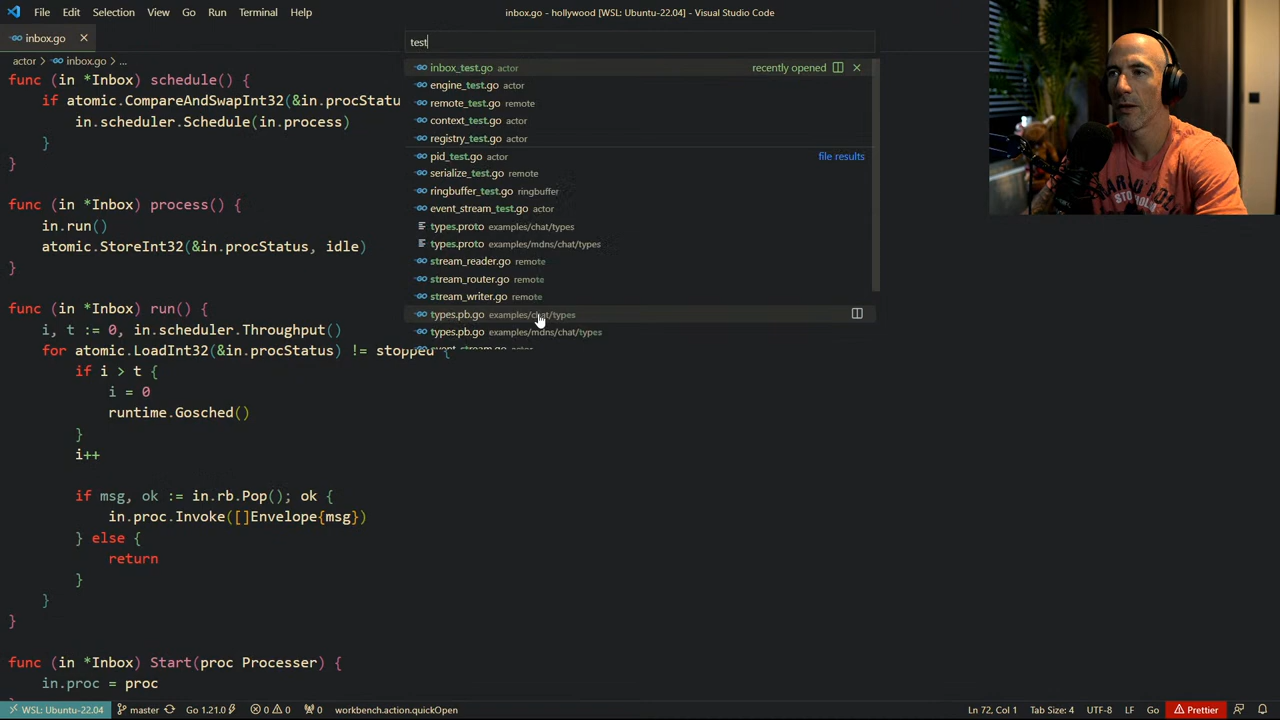 File Edit Selection View Go Run Terminal Help
inbox.go - hollywood [WSL: Ubuntu-22.04] - Visual Studio Code
inbox.go
actor > inbox.go > ...
test
inbox_test.go actor recently opened
engine_test.go actor
remote_test.go remote
context_test.go actor
registry_test.go actor
pid_test.go actor file results
serialize_test.go remote
ringbuffer_test.go ringbuffer
event_stream_test.go actor
types.proto examples/chat/types
types.proto examples/mdns/chat/types
stream_reader.go remote
stream_router.go remote
stream_writer.go remote
types.pb.go examples/chat/types
types.pb.go examples/mdns/chat/types
event_stream.go actor
func (in *Inbox) schedule() {
if atomic.CompareAndSwapInt32(&in.procStatu
in.scheduler.Schedule(in.process)
}
}
func (in *Inbox) process() {
in.run()
atomic.StoreInt32(&in.procStatus, idle)
}
func (in *Inbox) run() {
i, t := 0, in.scheduler.Throughput()
for atomic.LoadInt32(&in.procStatus) != stopped {
if i > t {
i = 0
runtime.Gosched()
}
i++
if msg, ok := in.rb.Pop(); ok {
in.proc.Invoke([]Envelope{msg})
} else {
return
}
}
}
func (in *Inbox) Start(proc Processer) {
in.proc = proc
WSL: Ubuntu-22.04 master Go 1.21.0 0 0 0 workbench.action.quickOpen Ln 72, Col 1 Tab Size: 4 UTF-8 LF Go Prettier